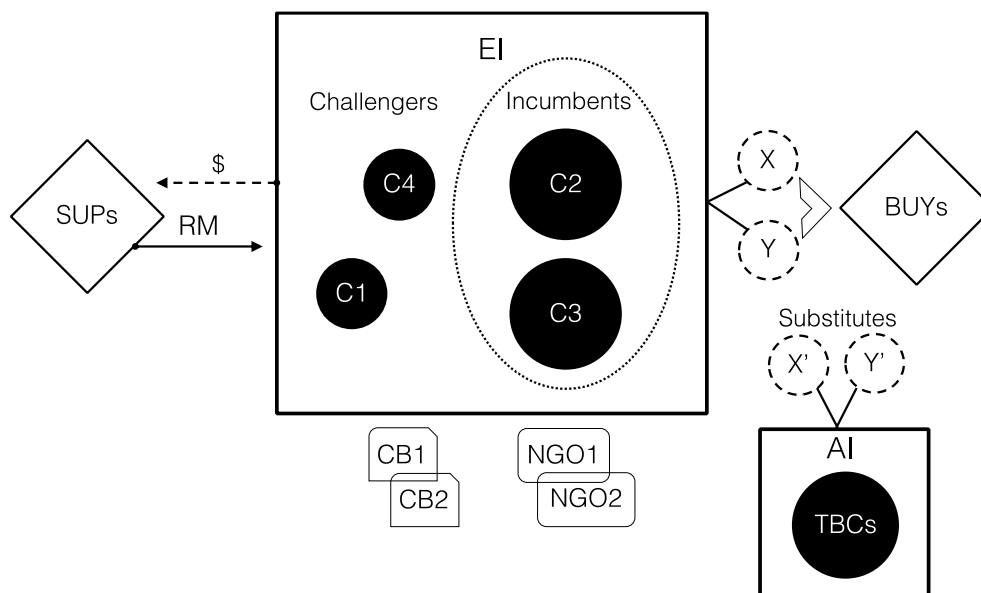 EI
Challengers
Incumbents
C4
C2
C1
C3
$
SUPs
RM
X
Y
BUYs
Substitutes
X'
Y'
AI
TBCs
CB1
CB2
NGO1
NGO2